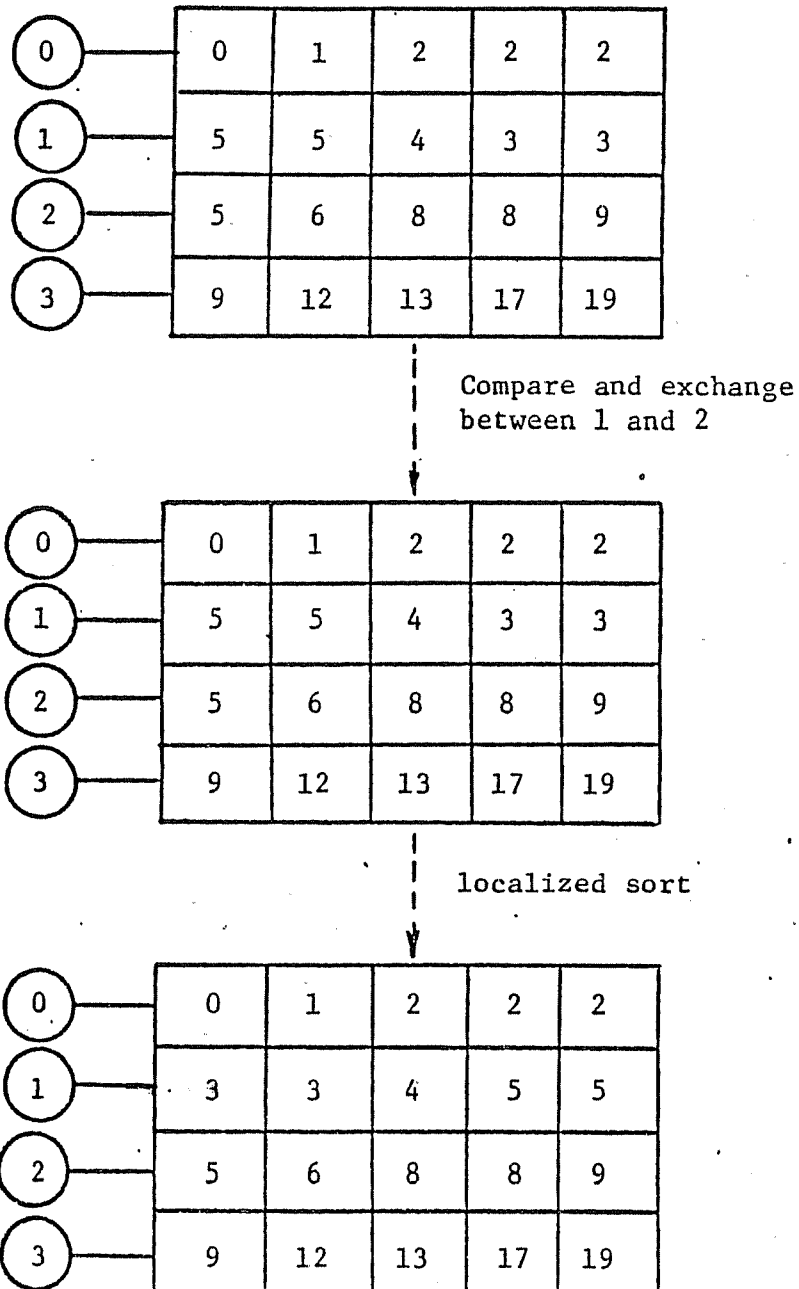 0 0 1 2 2 2
1 5 5 4 3 3
2 5 6 8 8 9
3 9 12 13 17 19
Compare and exchange
between 1 and 2
0 0 1 2 2 2
1 5 5 4 3 3
2 5 6 8 8 9
3 9 12 13 17 19
localized sort
0 0 1 2 2 2
1 3 3 4 5 5
2 5 6 8 8 9
3 9 12 13 17 19